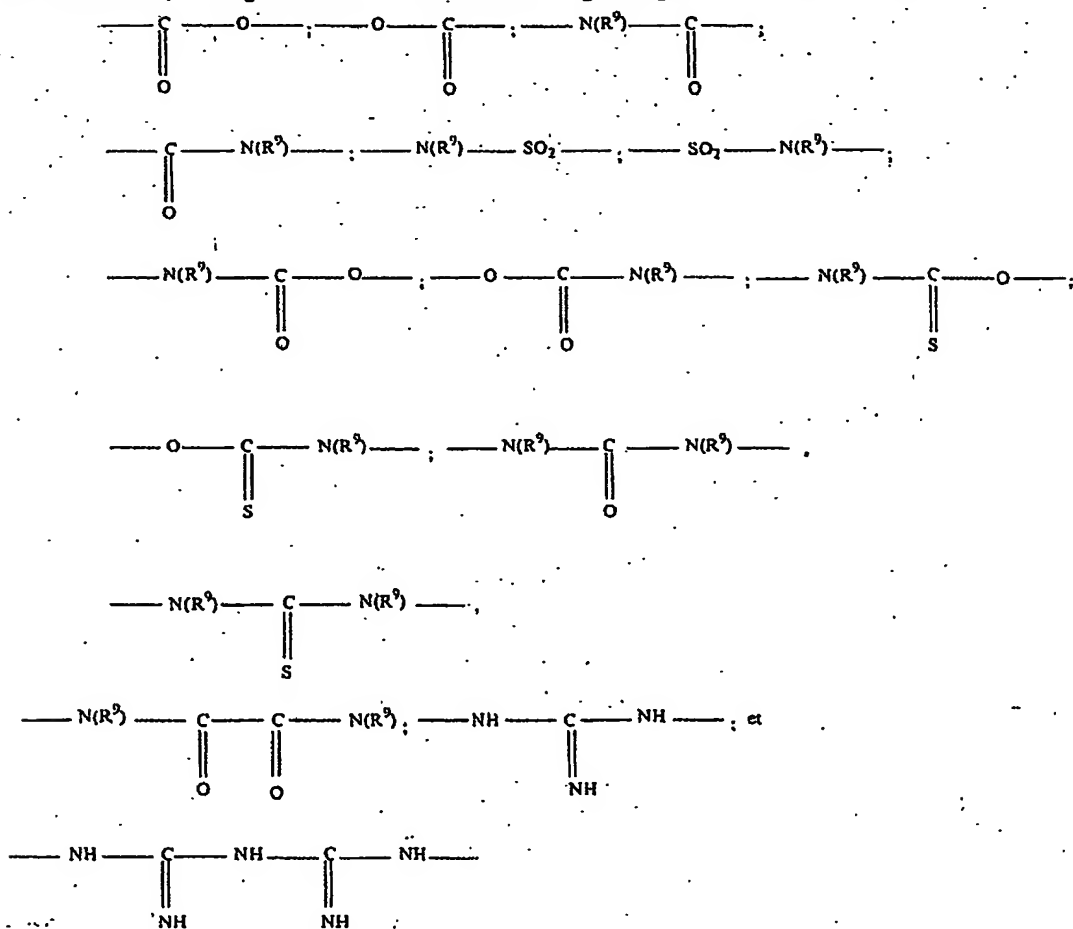 — C — O — ; — O — C — ; — N(R⁹) — C — ;
O O O
— C — N(R⁹) — ; — N(R⁹) — SO₂ — ; — SO₂ — N(R⁹) — ;
O
— N(R⁹) — C — O — ; — O — C — N(R⁹) — ; — N(R⁹) — C — O — ;
O O S
— O — C — N(R⁹) — ; — N(R⁹) — C — N(R⁹) — .
S O
— N(R⁹) — C — N(R⁹) — ,
S
— N(R⁹) — C — C — N(R⁹) ; — NH — C — NH — ; et
O O NH
— NH — C — NH — C — NH —
NH NH